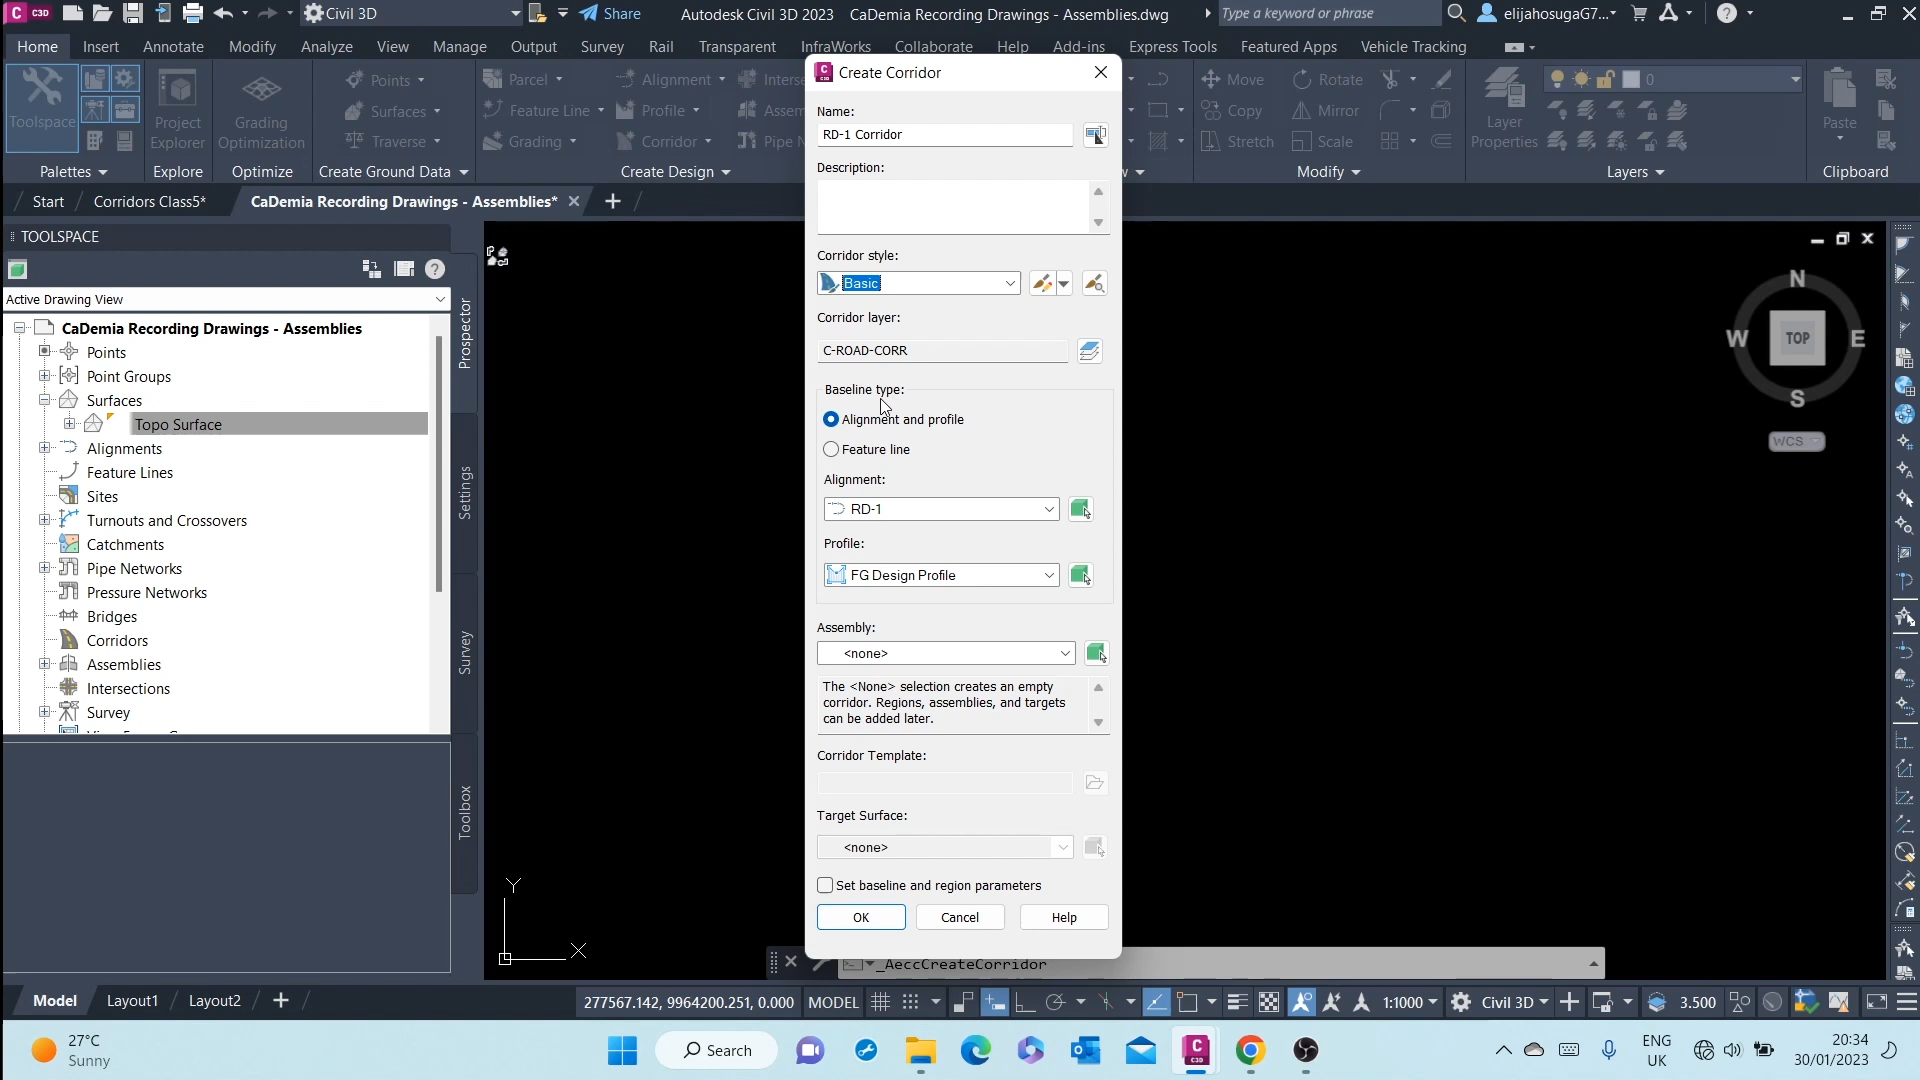 C3D
Civil 3D
Share
Autodesk Civil 3D 2023 CaDemia Recording Drawings - Assemblies.dwg
Type a keyword or phrase
elijahosugaG7...
Home Insert Annotate Modify Analyze View Manage Output Survey Rail Transparent InfraWorks Collaborate Help Add-ins Express Tools Featured Apps Vehicle Tracking
Toolspace
Project Explorer
Grading Optimization
Points
Surfaces
Traverse
Parcel
Feature Line
Grading
Alignment
Profile
Corridor
Move
Copy
Stretch
Rotate
Mirror
Scale
Layer Properties
0
Paste
Palettes
Explore
Optimize
Create Ground Data
Create Design
Modify
Layers
Clipboard
Start
Corridors Class5*
CaDemia Recording Drawings - Assemblies*
TOOLSPACE
Active Drawing View
CaDemia Recording Drawings - Assemblies
Points
Point Groups
Surfaces
Topo Surface
Alignments
Feature Lines
Sites
Turnouts and Crossovers
Catchments
Pipe Networks
Pressure Networks
Bridges
Corridors
Assemblies
Intersections
Survey
Prospector
Settings
Survey
Toolbox
Create Corridor
Name:
RD-1 Corridor
Description:
Corridor style:
Basic
Corridor layer:
C-ROAD-CORR
Baseline type:
Alignment and profile
Feature line
Alignment:
RD-1
Profile:
FG Design Profile
Assembly:
<none>
The <None> selection creates an empty
corridor. Regions, assemblies, and targets
can be added later.
Corridor Template:
Target Surface:
<none>
Set baseline and region parameters
OK Cancel Help
N
W TOP E
S
WCS
Y
X
_AeccCreateCorridor
Model Layout1 Layout2
277567.142, 9964200.251, 0.000 MODEL
1:1000
Civil 3D
3.500
27°C
Sunny
Search
ENG
UK
20:34
30/01/2023